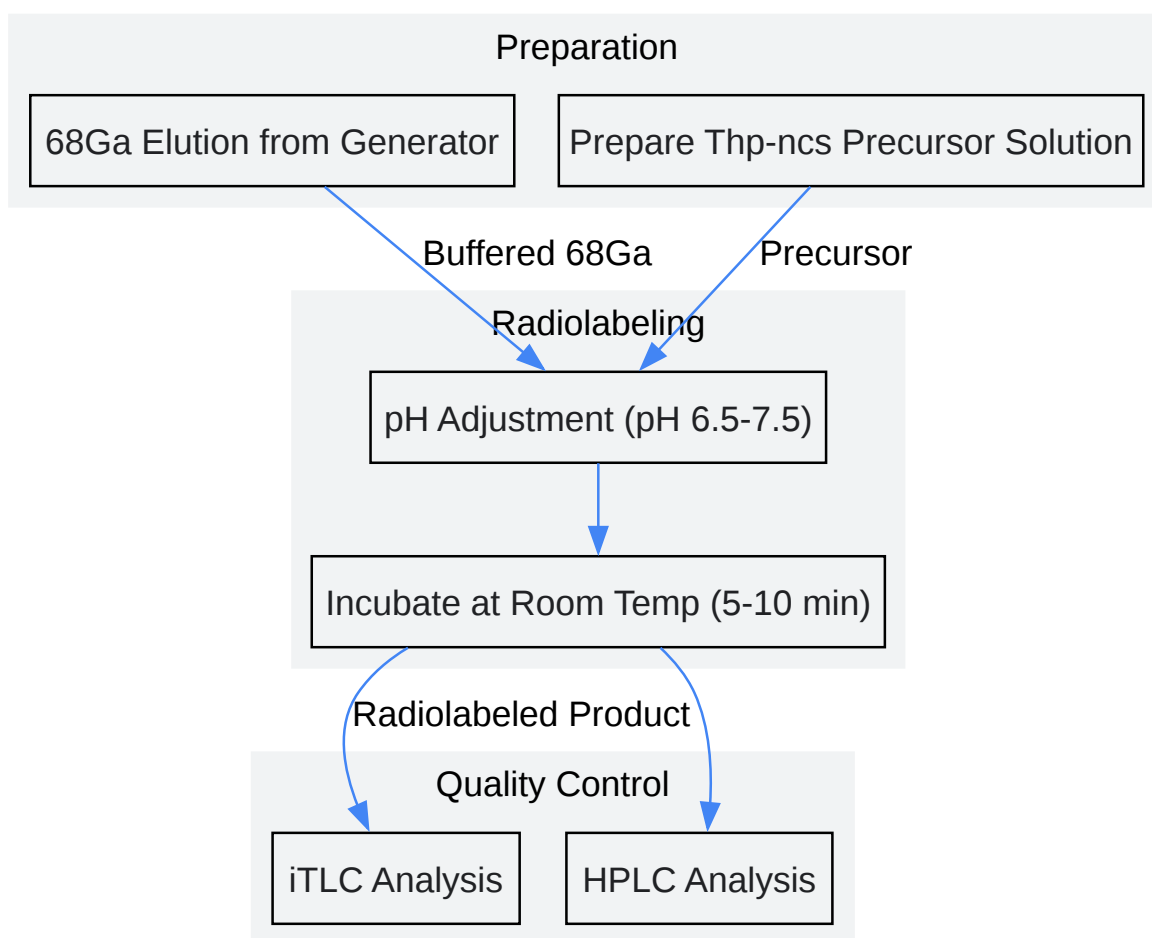 Preparation
68Ga Elution from Generator
Prepare Thp-ncs Precursor Solution
Buffered 68Ga
Precursor
Radiolabeling
pH Adjustment (pH 6.5-7.5)
Incubate at Room Temp (5-10 min)
Radiolabeled Product
Quality Control
iTLC Analysis
HPLC Analysis